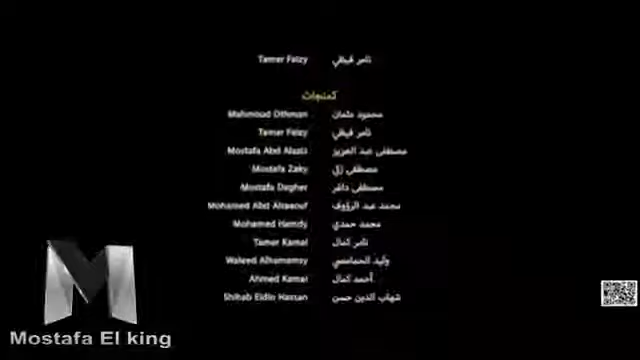 Tamer Faizy تامر فيظي
كمنجات
Mahmoud Othman محمود عثمان
Tamer Faizy تامر فيظي
Mostafa Abd Alaziz مصطفى عبد العزيز
Mostafa Zaky مصطفى زكي
Mostafa Dagher مصطفى داغر
Mohamed Abd Alraouf محمد عبد الرؤوف
Mohamed Hamdy محمد حمدي
Tamer Kamal تامر كمال
Waleed Alhamamsy وليد الحمامصي
Ahmed Kamal أحمد كمال
Shihab Eldin Hassan شهاب الدين حسن
M
Mostafa El king